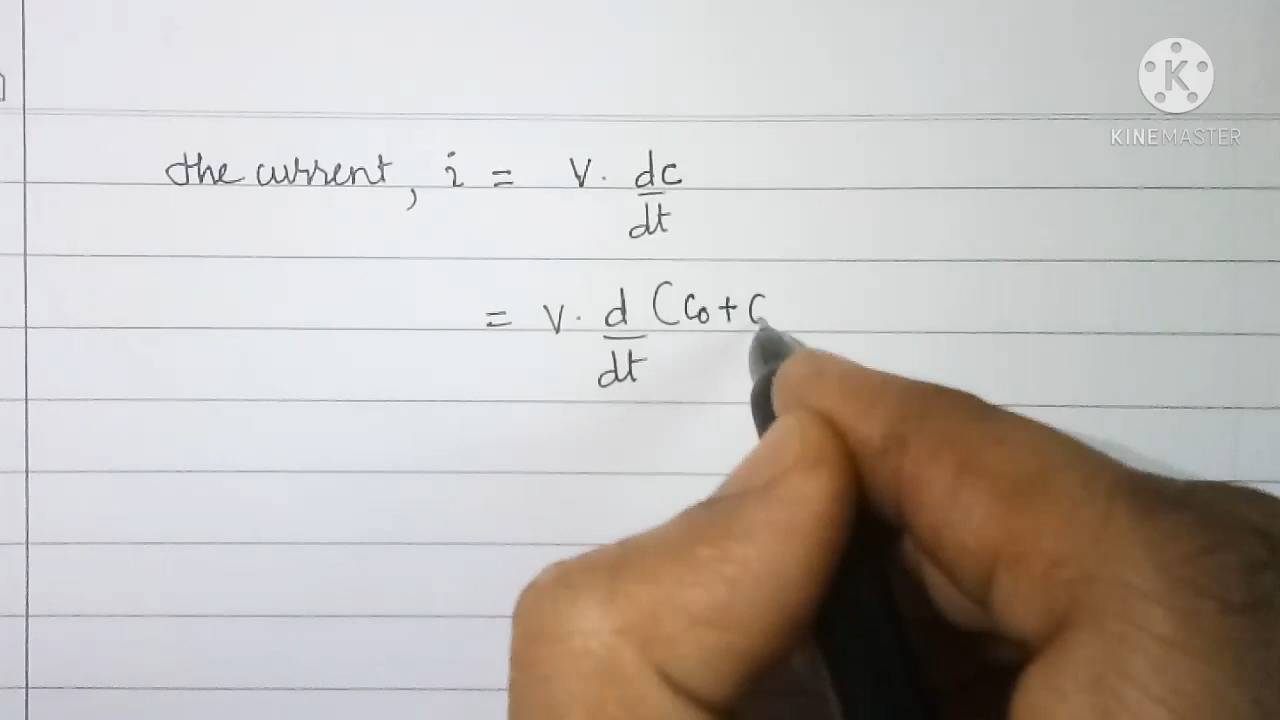 the current, i = V. dc/dt
= V. d/dt (C₀ + C
KINEMASTER